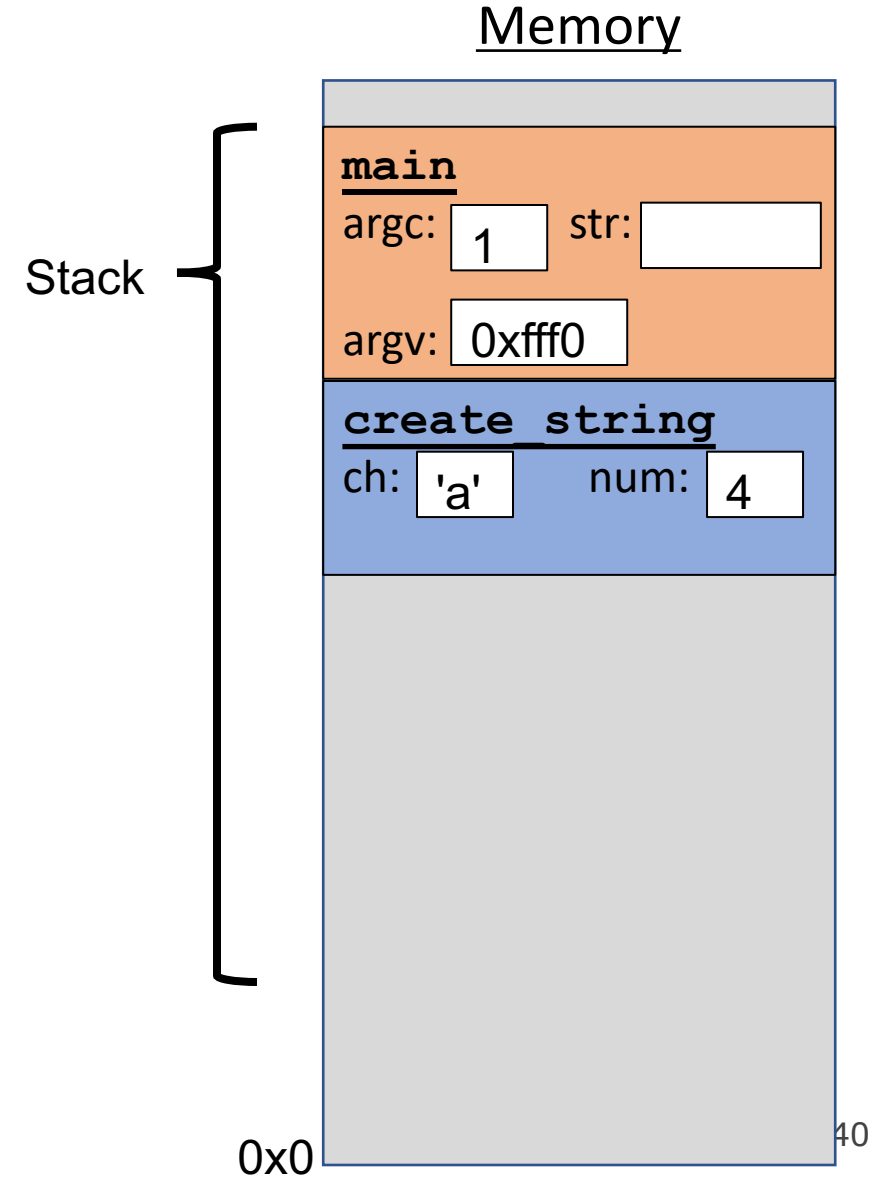 Memory
main
argc: 1 str:
Stack
argv: 0xfff0
create_string
ch: 'a' num: 4
40
0x0